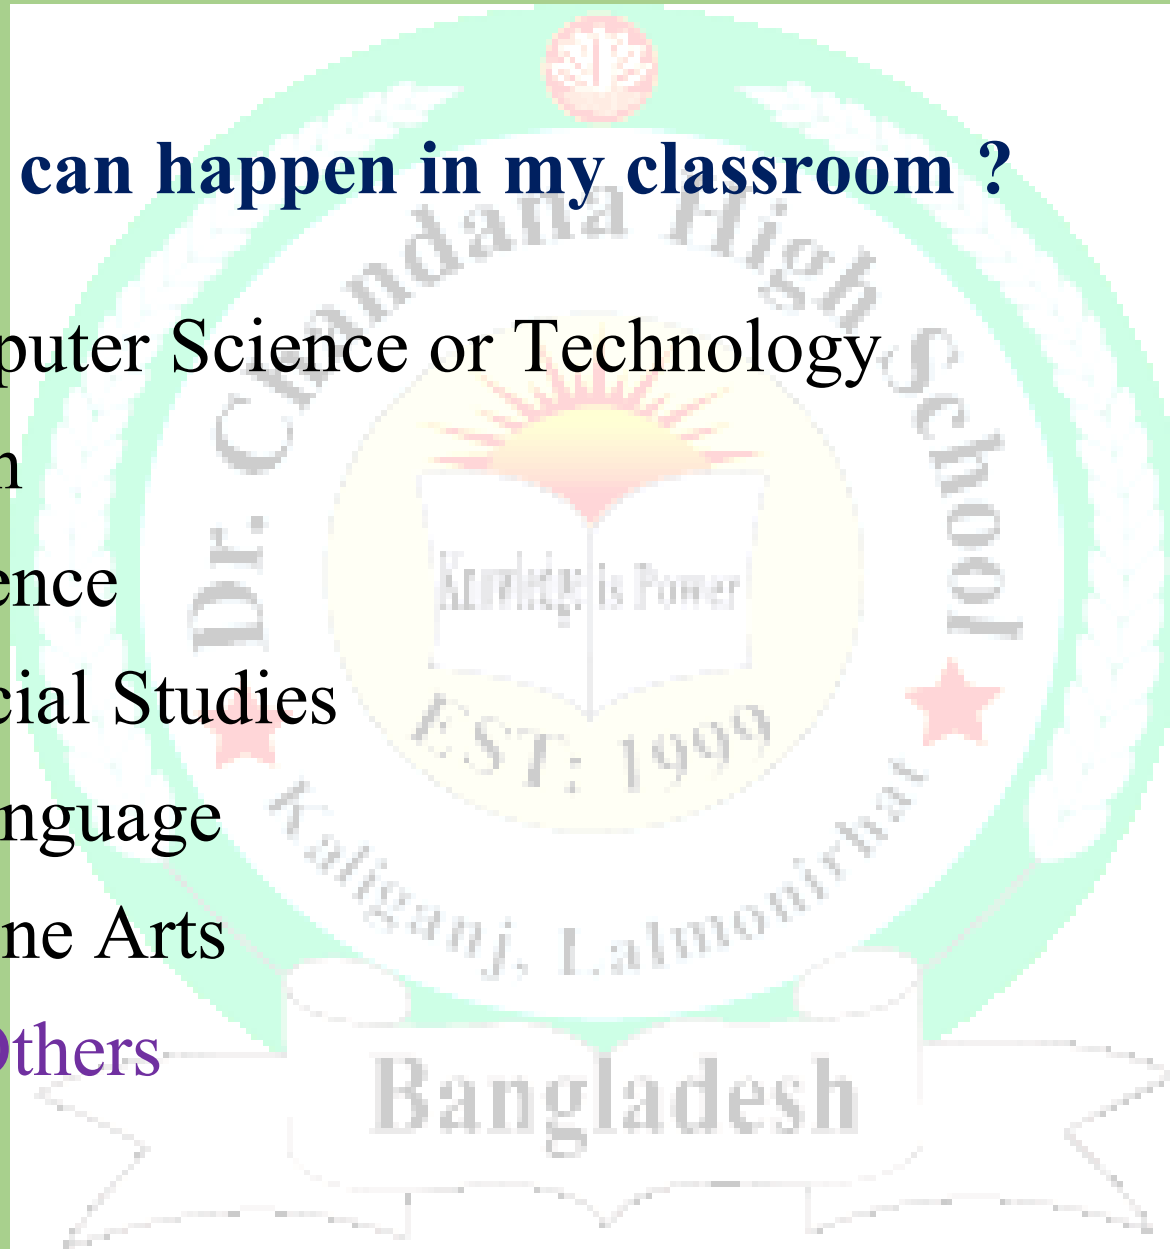 can happen in my classroom ?
puter Science or Technology
n
ence
cial Studies
nguage
ne Arts
Others
Dr. Chandana High School
Knowledge is Power
EST: 1999
Kaliganj, Lalmonirhat
Bangladesh